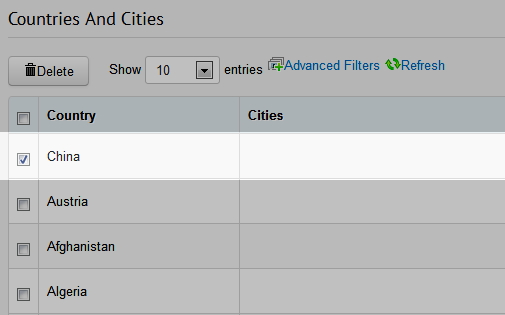 Countries And Cities
Delete Show 10 entries Advanced Filters Refresh
Country Cities
China
Austria
Afghanistan
Algeria